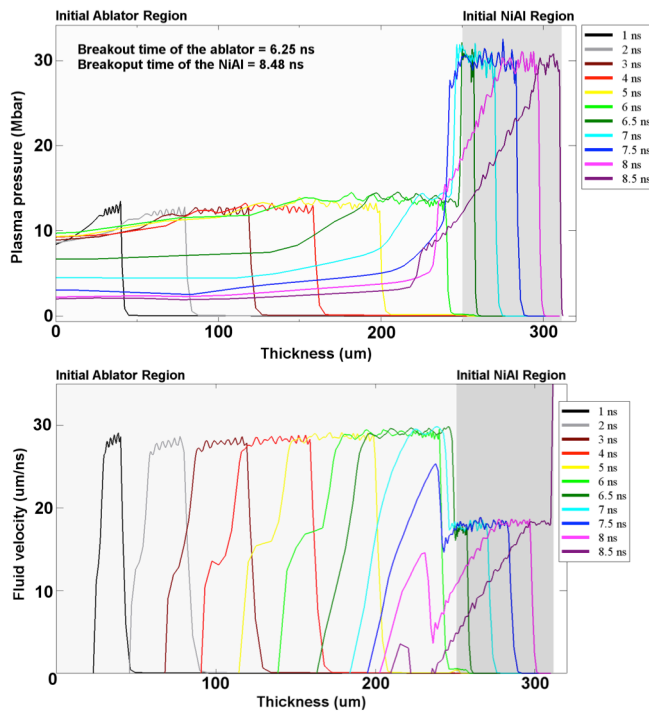 Initial Ablator Region Initial NiAl Region
Breakout time of the ablator = 6.25 ns
Breakoput time of the NiAl = 8.48 ns
Plasma pressure (Mbar)
30
20
10
0
0 100 200 300
Thickness (um)
1 ns
2 ns
3 ns
4 ns
5 ns
6 ns
6.5 ns
7 ns
7.5 ns
8 ns
8.5 ns
Initial Ablator Region Initial NiAl Region
Fluid velocity (um/ns)
30
20
10
0
100 200 300
Thickness (um)
1 ns
2 ns
3 ns
4 ns
5 ns
6 ns
6.5 ns
7 ns
7.5 ns
8 ns
8.5 ns